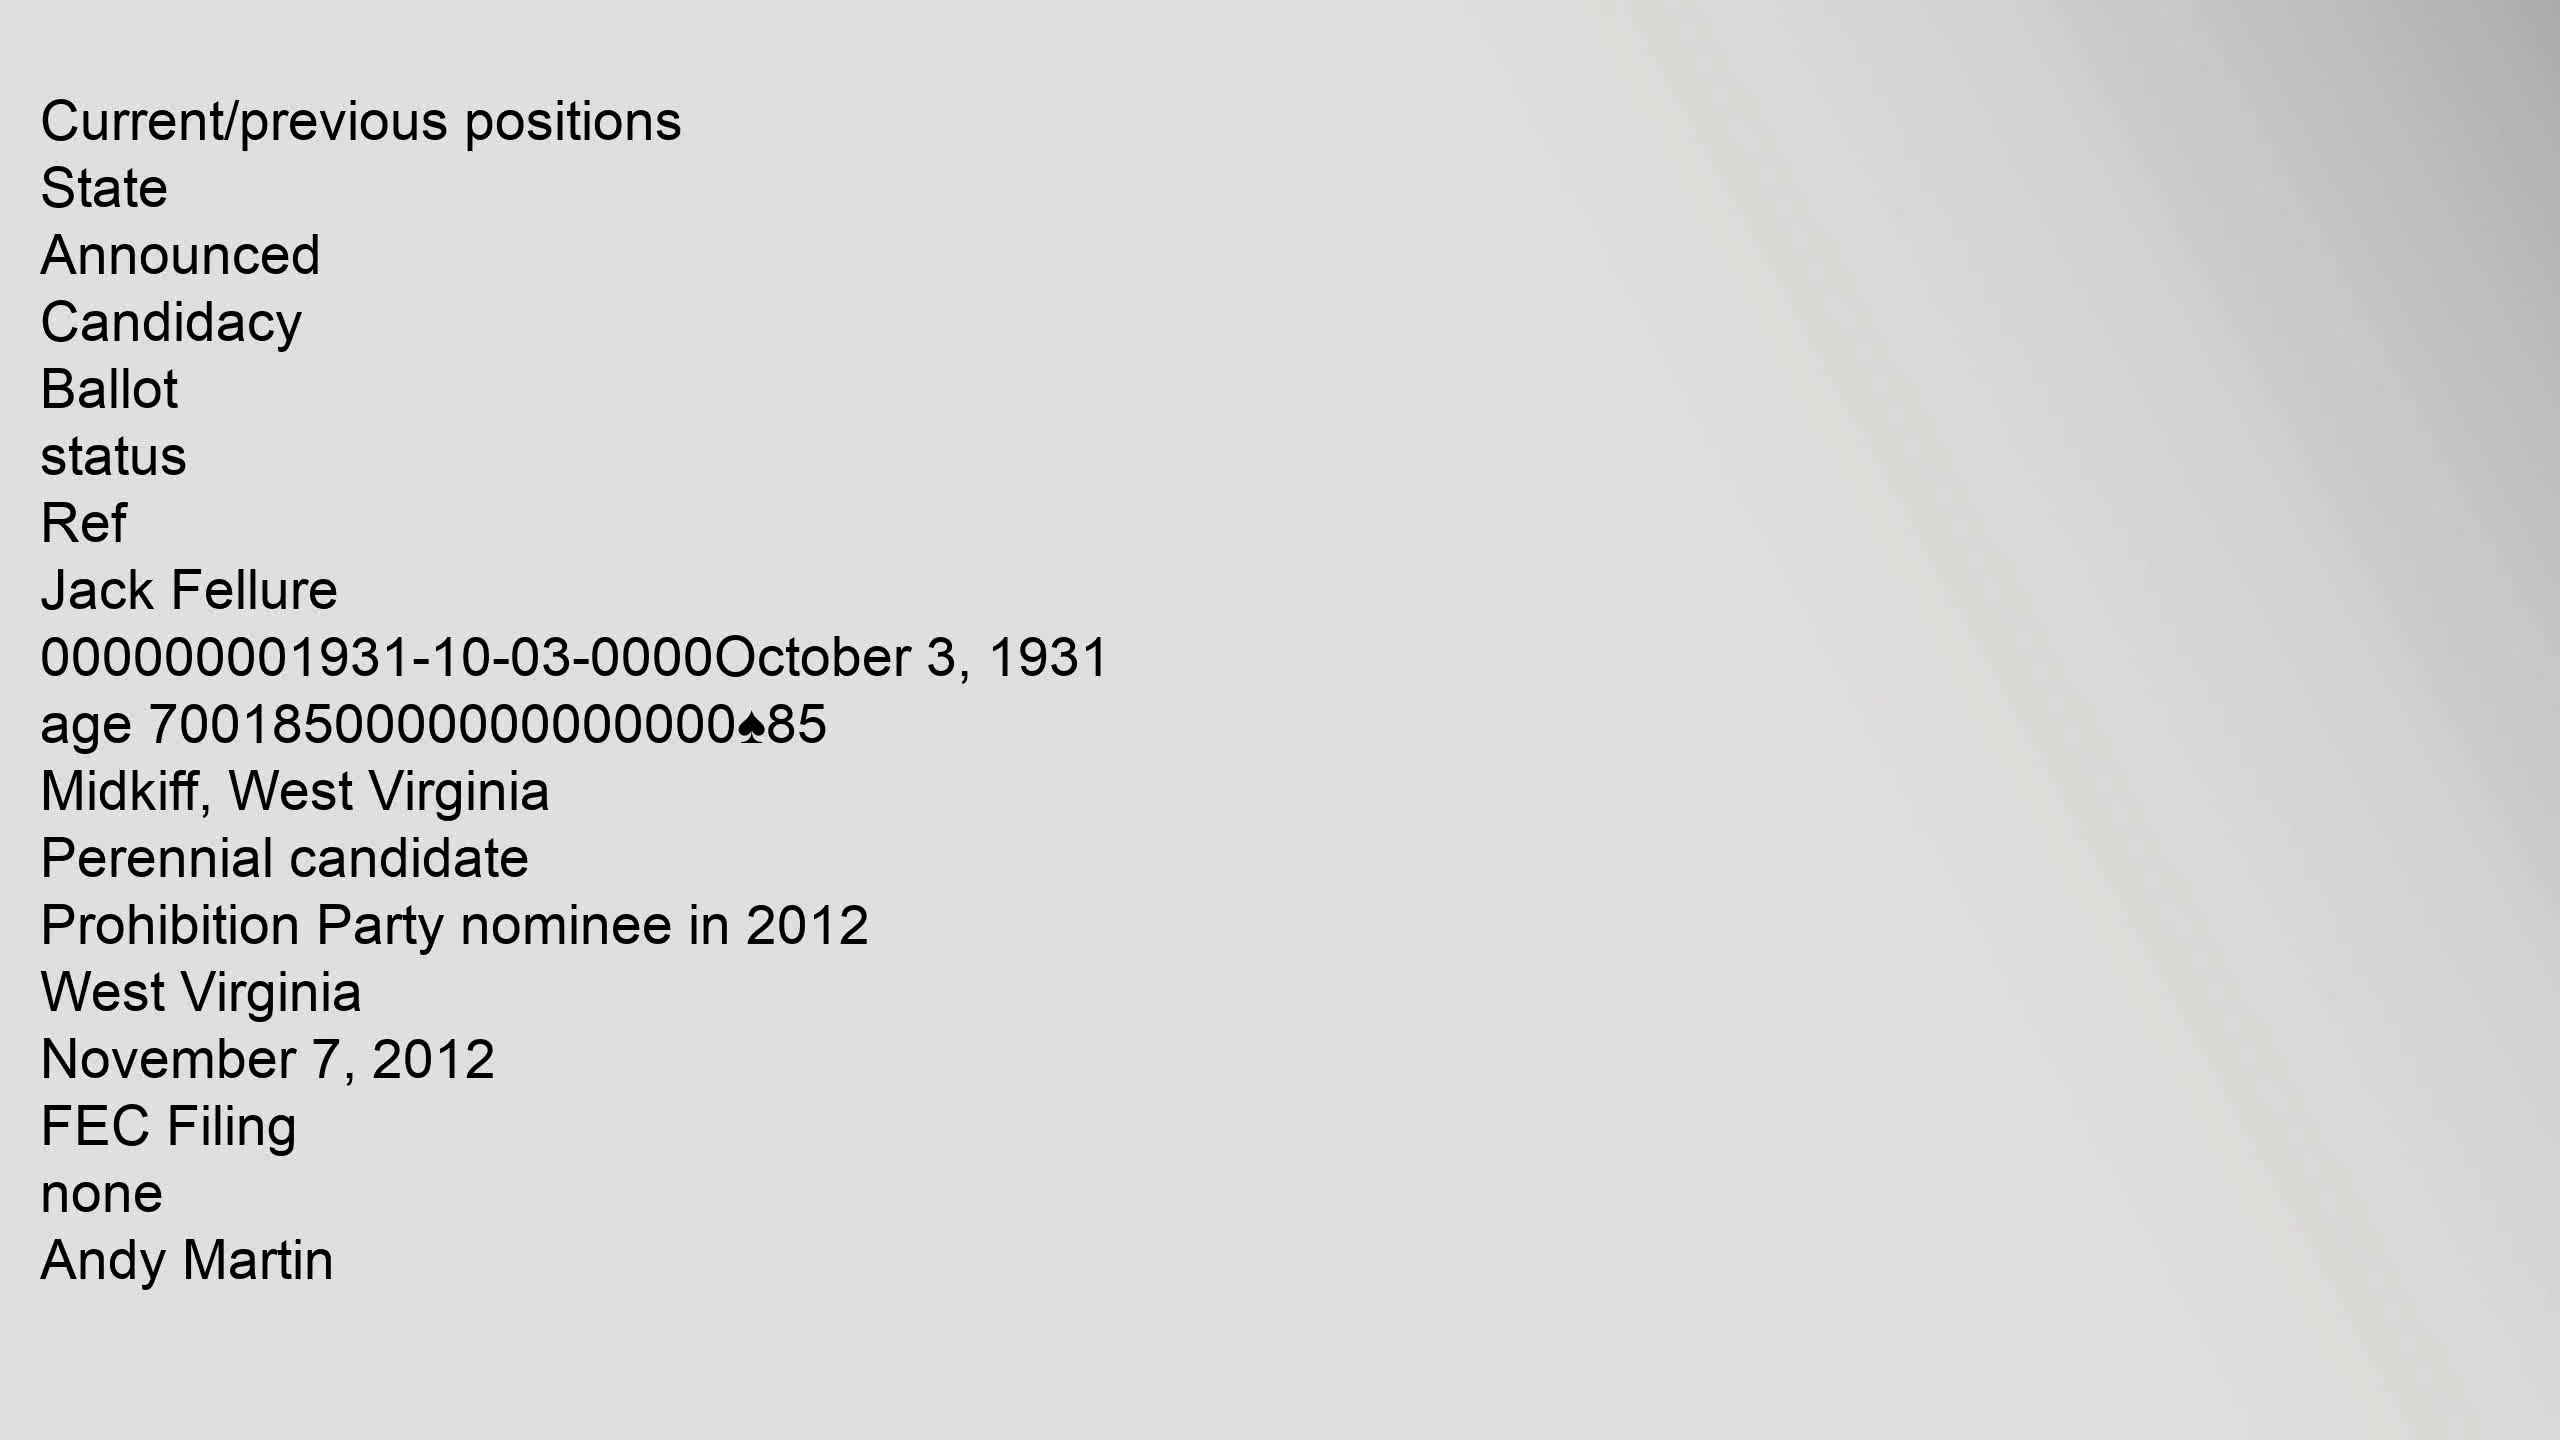 Current/previous positions
State
Announced
Candidacy
Ballot
status
Ref
Jack Fellure
000000001931-10-03-0000October 3, 1931
age 7001850000000000000♠85
Midkiff, West Virginia
Perennial candidate
Prohibition Party nominee in 2012
West Virginia
November 7, 2012
FEC Filing
none
Andy Martin